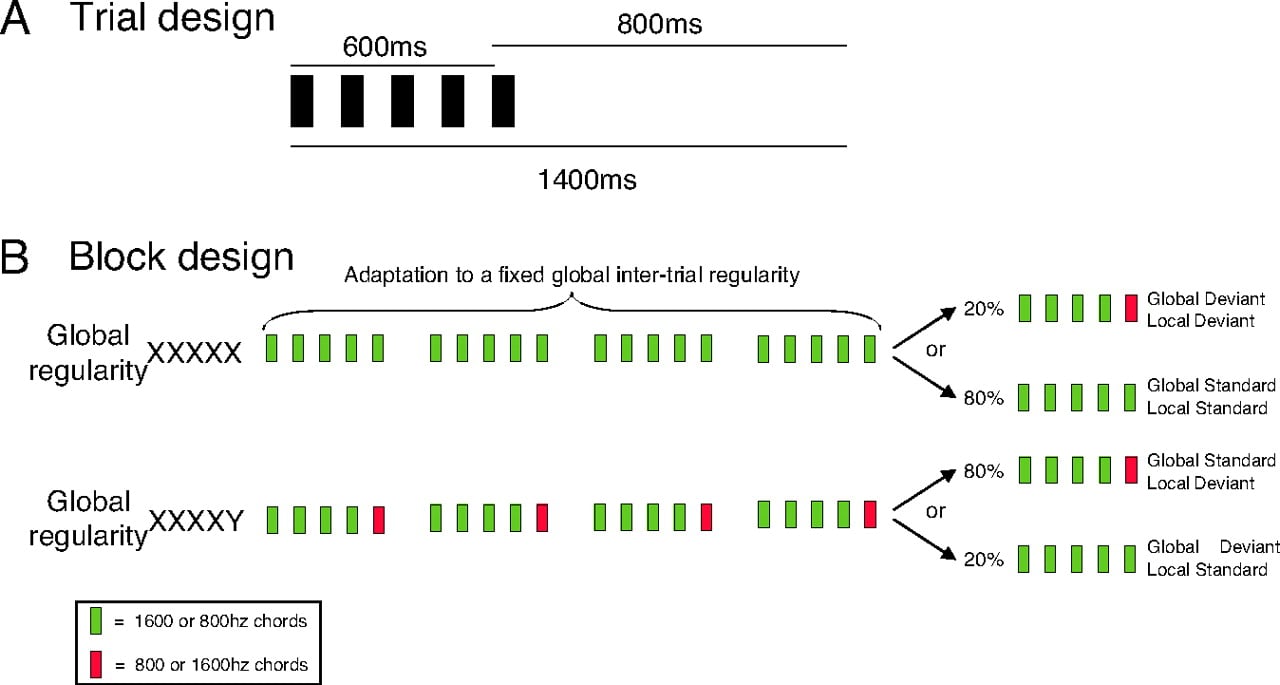 A Trial design
800ms
600ms
1400ms
B Block design
Adaptation to a fixed global inter-trial regularity
Global
regularity XXXXX
20% Global Deviant
Local Deviant
or
80% Global Standard
Local Standard
Global
regularity XXXXY
80% Global Standard
Local Deviant
or
20% Global Deviant
Local Standard
= 1600 or 800hz chords
= 800 or 1600hz chords